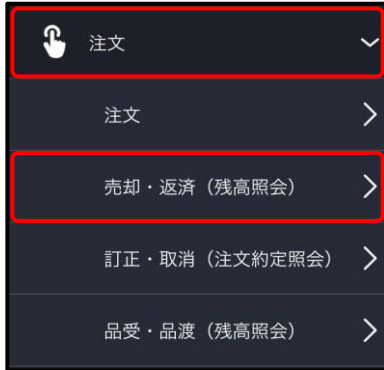 注文
注文
売却・返済（残高照会）
訂正・取消（注文約定照会）
品受・品渡（残高照会）